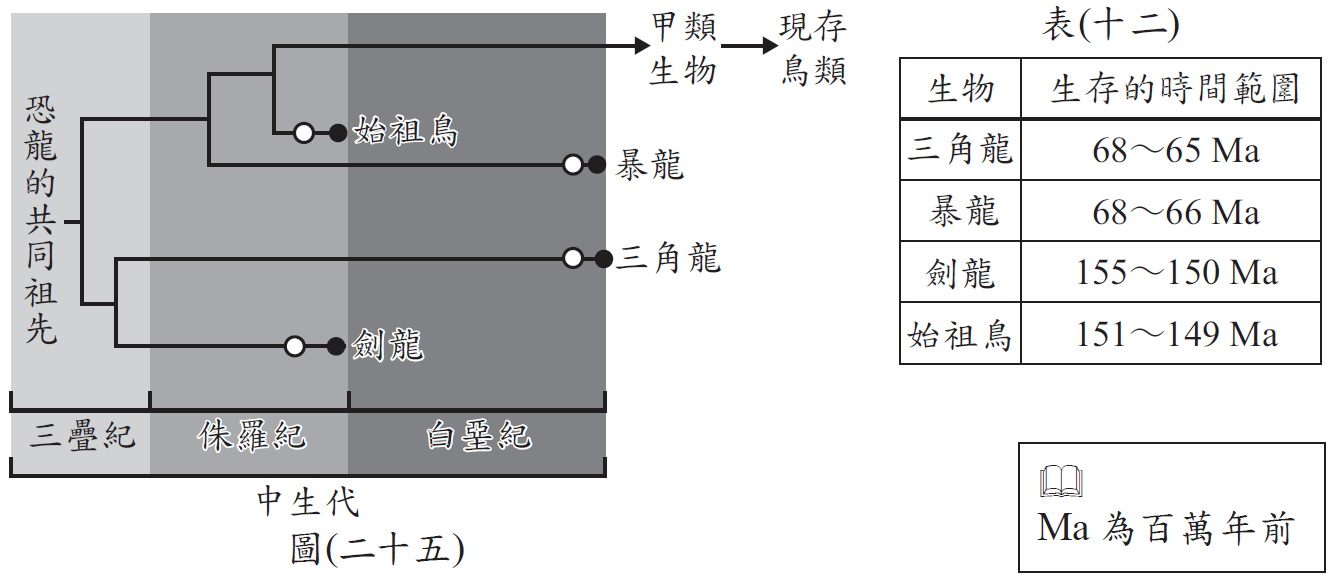 恐龍的共同祖先
甲類生物
現存鳥類
始祖鳥
暴龍
三角龍
劍龍
三疊紀
侏羅紀
白堊紀
中生代
圖(二十五)
表(十二)
生物 生存的時間範圍
三角龍 68～65 Ma
暴龍 68～66 Ma
劍龍 155～150 Ma
始祖鳥 151～149 Ma
Ma 為百萬年前